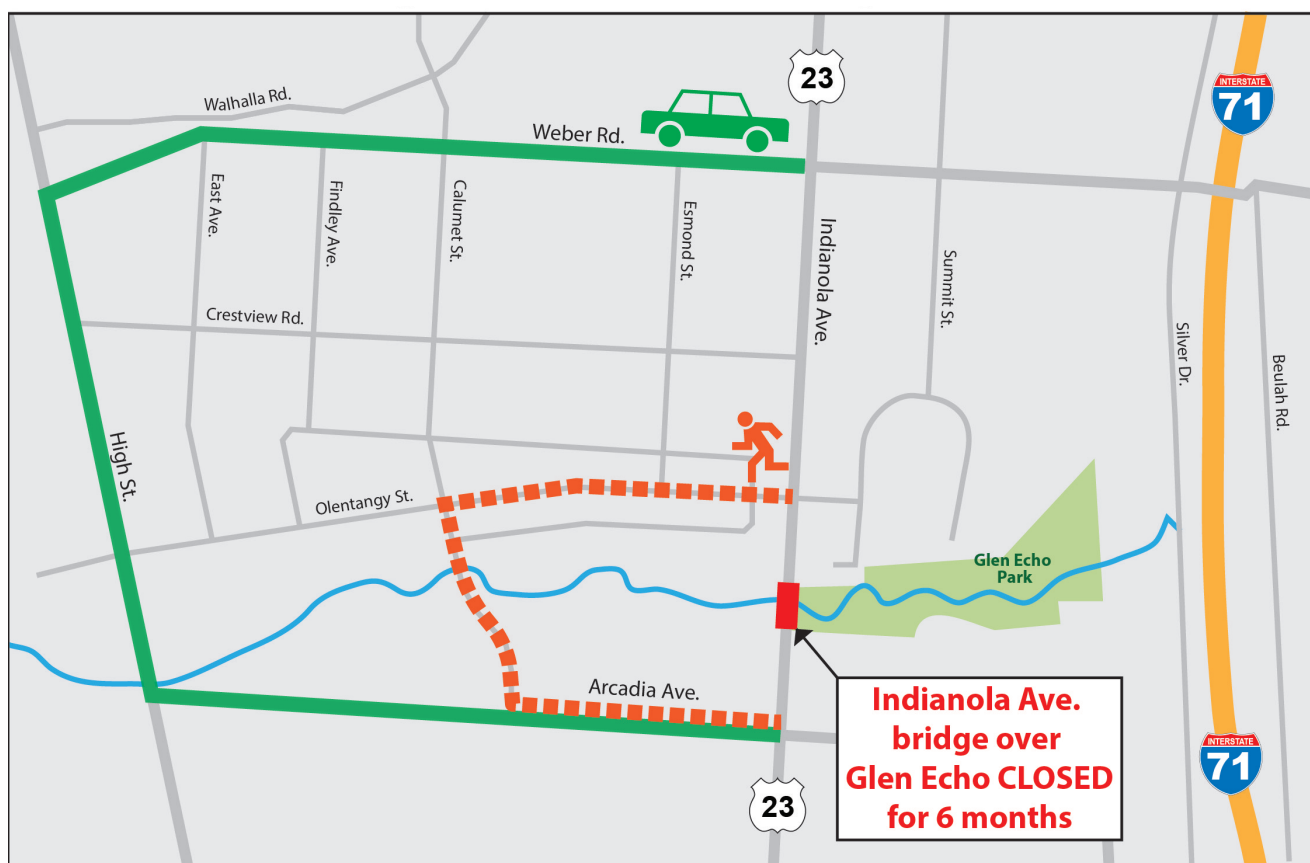 23
INTERSTATE
71
Walhalla Rd.
Weber Rd.
East Ave.
Findley Ave.
Calumet St.
Esmond St.
Indianola Ave.
Summit St.
Crestview Rd.
Silver Dr.
Beulah Rd.
High St.
Olentangy St.
Glen Echo
Park
Arcadia Ave.
Indianola Ave.
bridge over
Glen Echo CLOSED
for 6 months
INTERSTATE
71
23